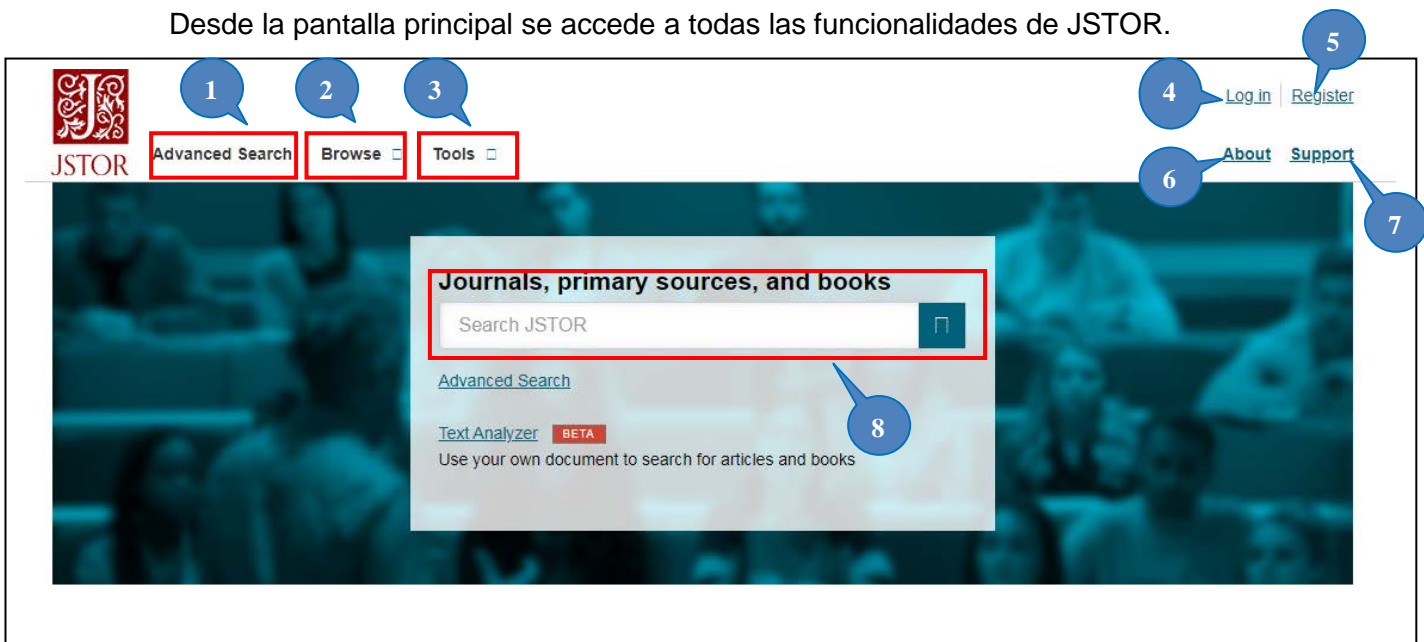 Desde la pantalla principal se accede a todas las funcionalidades de JSTOR.
5
1 2 3
4 Log in Register
JSTOR
Advanced Search Browse Tools
About Support
6
7
Journals, primary sources, and books
Search JSTOR
Advanced Search
8
Text Analyzer BETA
Use your own document to search for articles and books